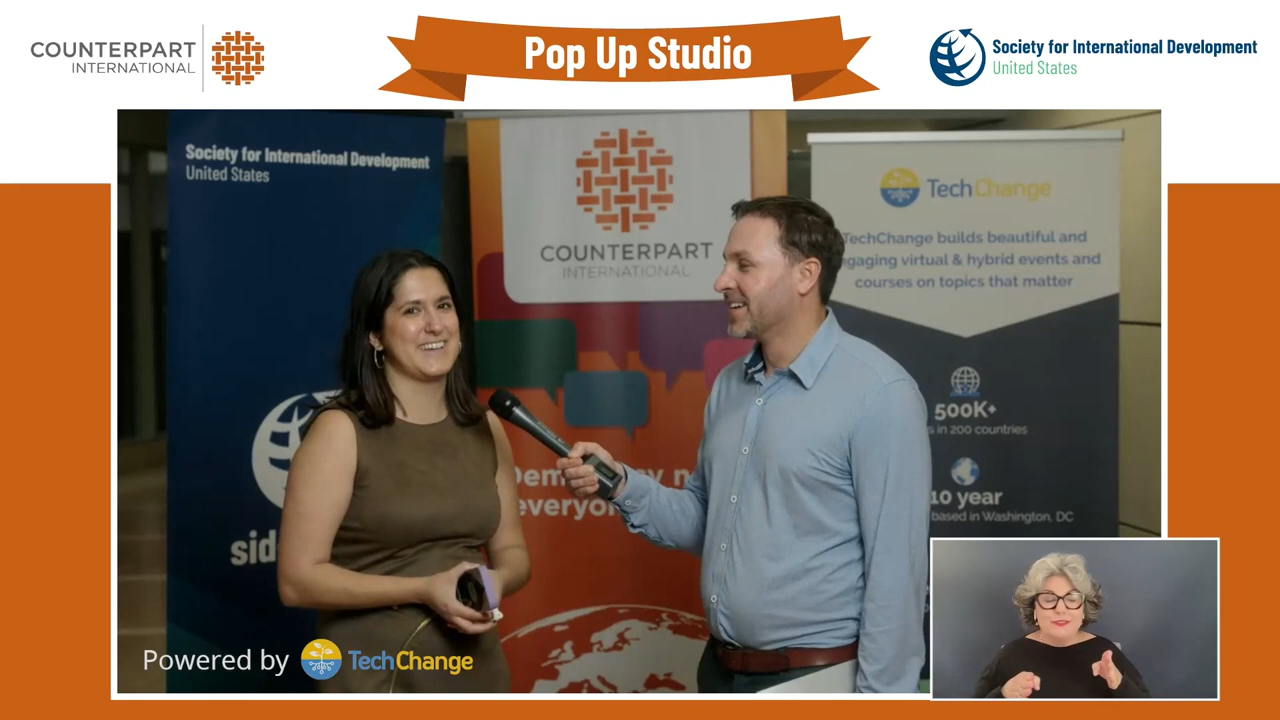 COUNTERPART
INTERNATIONAL
Pop Up Studio
Society for International Development
United States
Society for International Development
United States
COUNTERPART
INTERNATIONAL
TechChange
TechChange builds beautiful and
engaging virtual & hybrid events and
courses on topics that matter
500K+
in 200 countries
10 year
based in Washington, DC
everyo
sid
Powered by TechChange